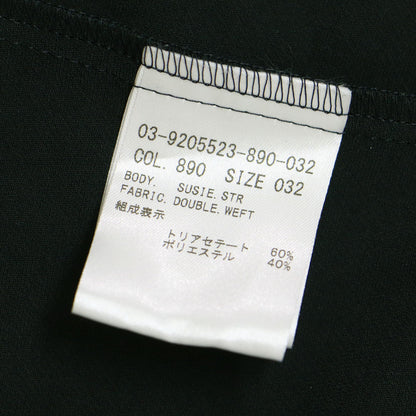 03-9205523-890-032
COL. 890 SIZE 032
BODY. SUSIE.STR
FABRIC. DOUBLE. WEFT
組成表示
トリアセテート 60%
ポリエステル 40%